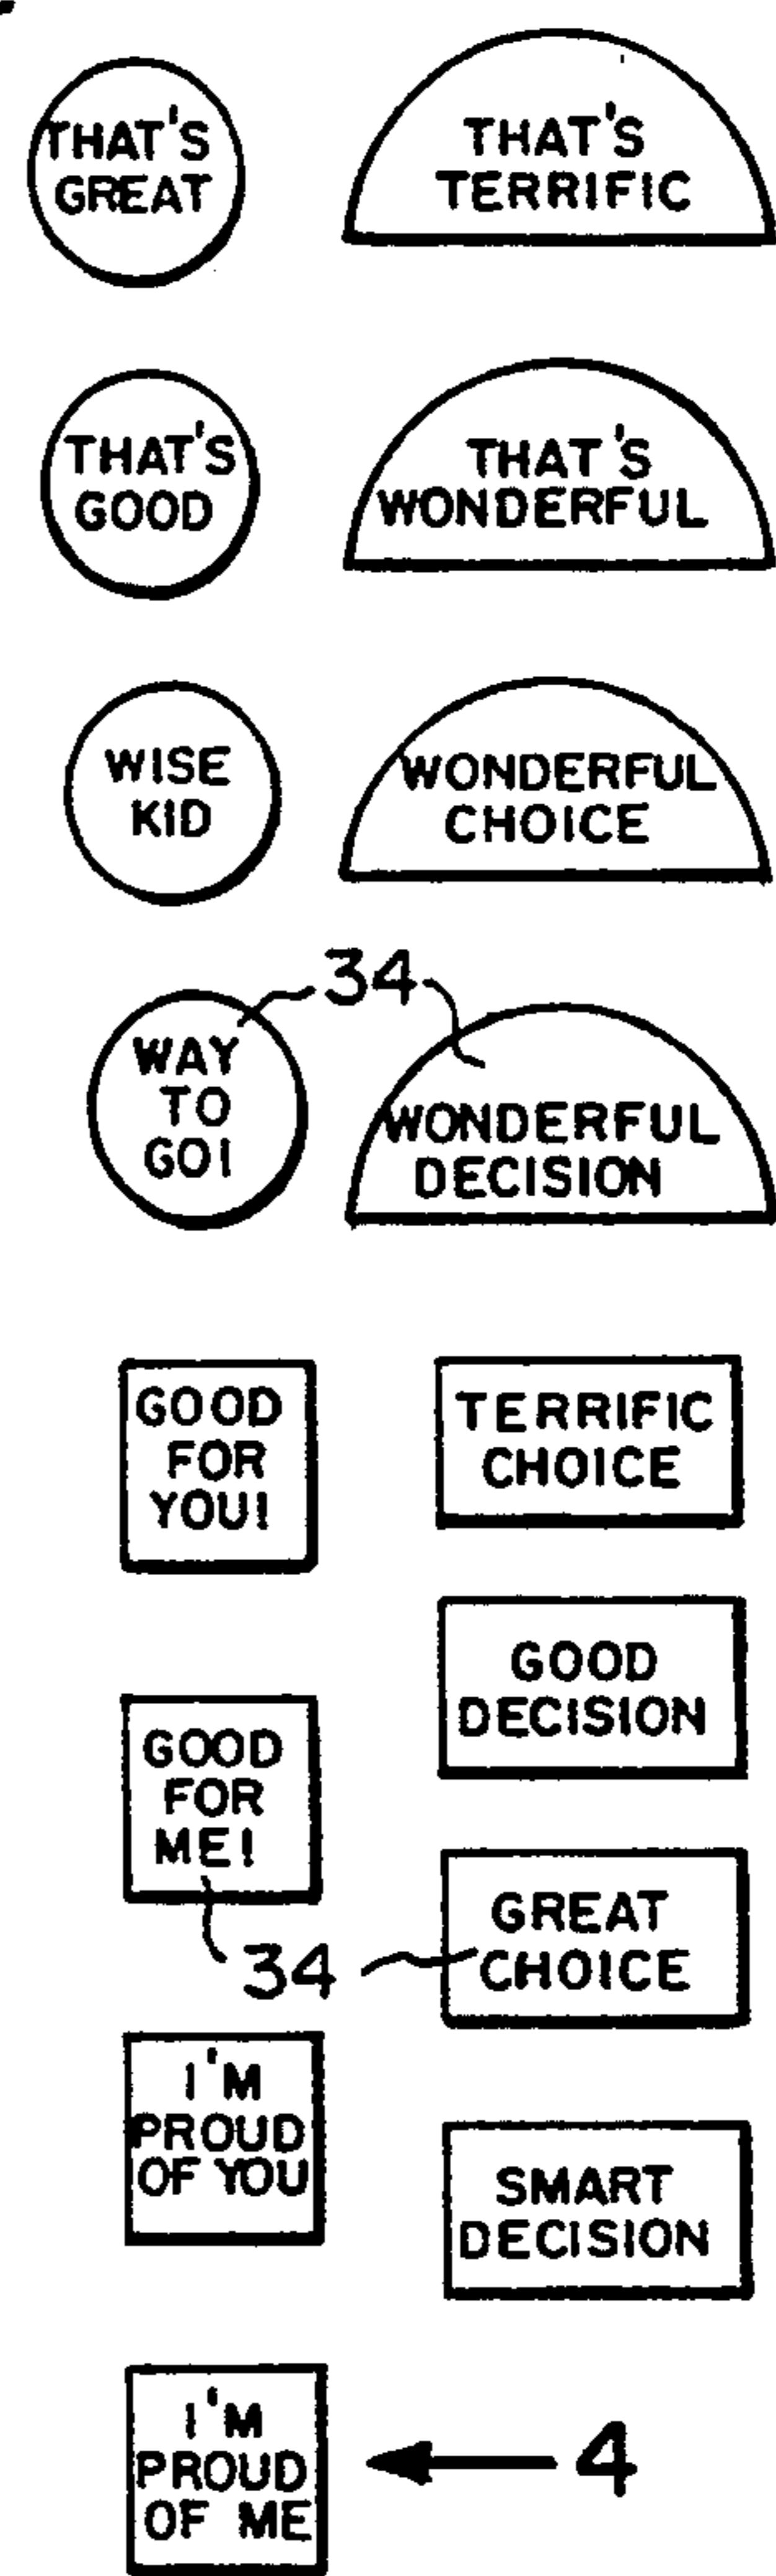 THAT'S
GREAT
THAT'S
TERRIFIC
THAT'S
GOOD
THAT'S
WONDERFUL
WISE
KID
WONDERFUL
CHOICE
34
WAY
TO
GO!
WONDERFUL
DECISION
GOOD
FOR
YOU!
TERRIFIC
CHOICE
GOOD
DECISION
GOOD
FOR
ME!
GREAT
CHOICE
34
I'M
PROUD
OF YOU
SMART
DECISION
I'M
PROUD
OF ME
4